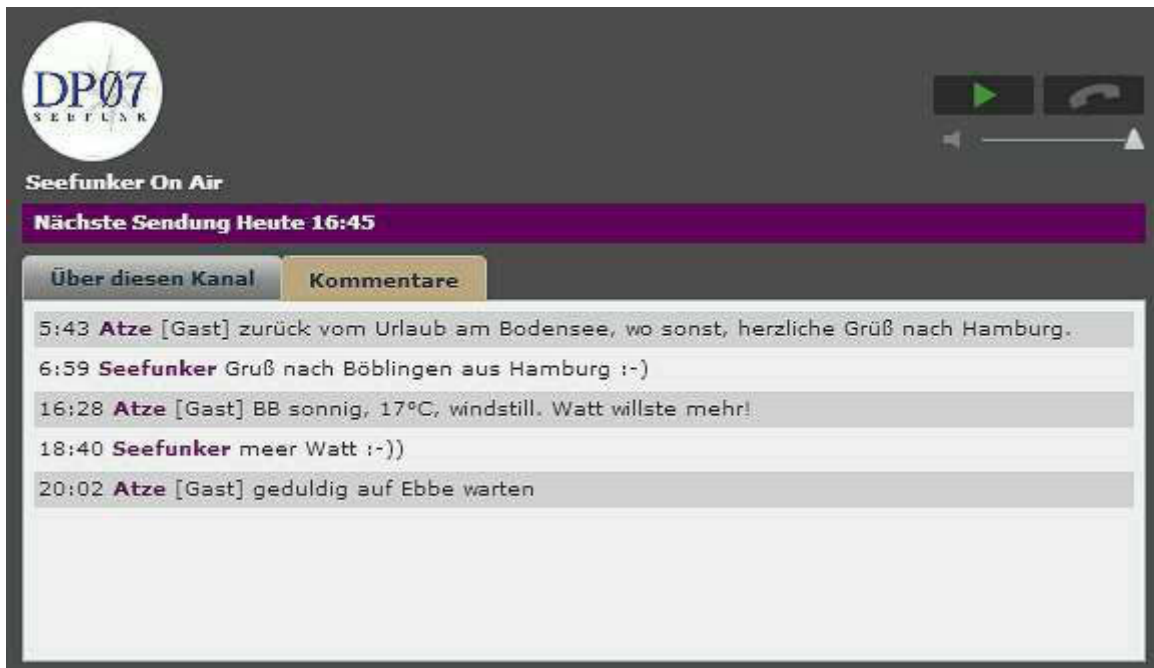 DPØ7
SEEFUNK
Seefunker On Air
Nächste Sendung Heute 16:45
Über diesen Kanal
Kommentare
5:43 Atze [Gast] zurück vom Urlaub am Bodensee, wo sonst, herzliche Grüß nach Hamburg.
6:59 Seefunker Gruß nach Böblingen aus Hamburg :-)
16:28 Atze [Gast] BB sonnig, 17°C, windstill. Watt willste mehr!
18:40 Seefunker meer Watt :-))
20:02 Atze [Gast] geduldig auf Ebbe warten